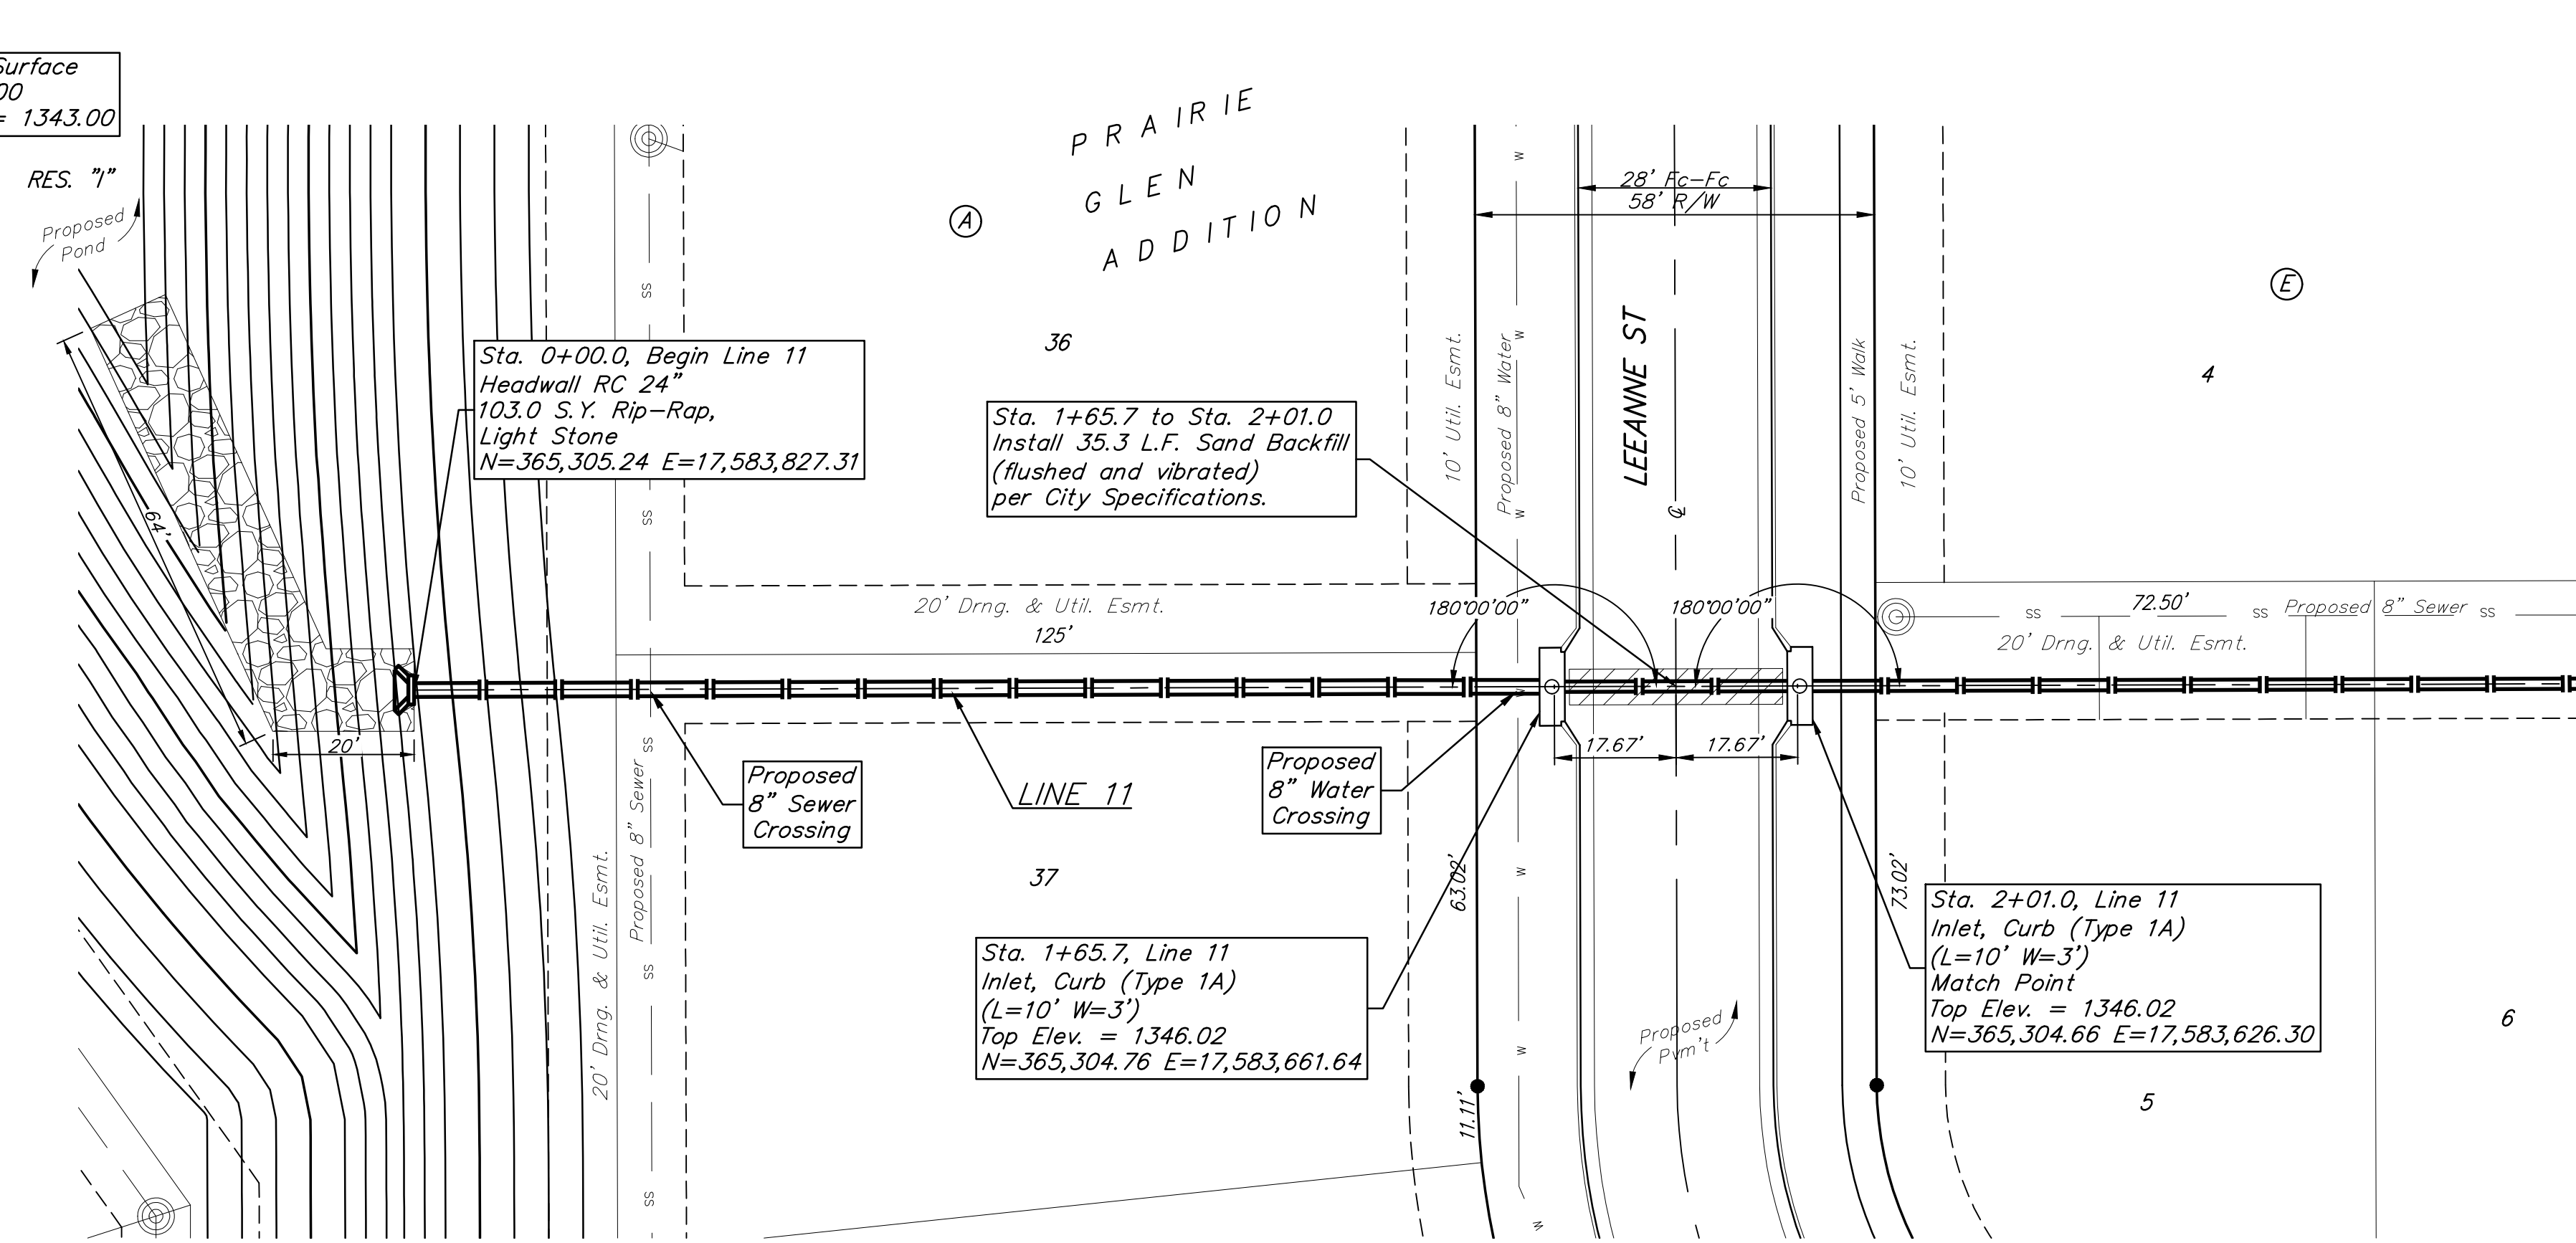 Surface
00
= 1343.00
RES. "I"
Proposed
Pond
PRAIRIE
GLEN
ADDITION
A
36
28' Fc-Fc
58' R/W
E
4
Sta. 0+00.0, Begin Line 11
Headwall RC 24"
103.0 S.Y. Rip-Rap,
Light Stone
N=365,305.24 E=17,583,827.31
Sta. 1+65.7 to Sta. 2+01.0
Install 35.3 L.F. Sand Backfill
(flushed and vibrated)
per City Specifications.
10' Util. Esmt.
Proposed 8" Water
W
W
W
LEEANNE ST
℄
Proposed 5' Walk
10' Util. Esmt.
SS
SS
64'
20'
20' Drng. & Util. Esmt.
125'
180°00'00"
180°00'00"
SS
72.50'
SS
Proposed 8" Sewer
SS
20' Drng. & Util. Esmt.
W
17.67'
17.67'
Proposed
8" Sewer
Crossing
LINE 11
Proposed
8" Water
Crossing
SS
Proposed 8" Sewer
20' Drng. & Util. Esmt.
SS
SS
37
63.02'
11.11'
W
W
W
73.02'
Sta. 1+65.7, Line 11
Inlet, Curb (Type 1A)
(L=10' W=3')
Top Elev. = 1346.02
N=365,304.76 E=17,583,661.64
Proposed
Pvm't
Sta. 2+01.0, Line 11
Inlet, Curb (Type 1A)
(L=10' W=3')
Match Point
Top Elev. = 1346.02
N=365,304.66 E=17,583,626.30
6
5